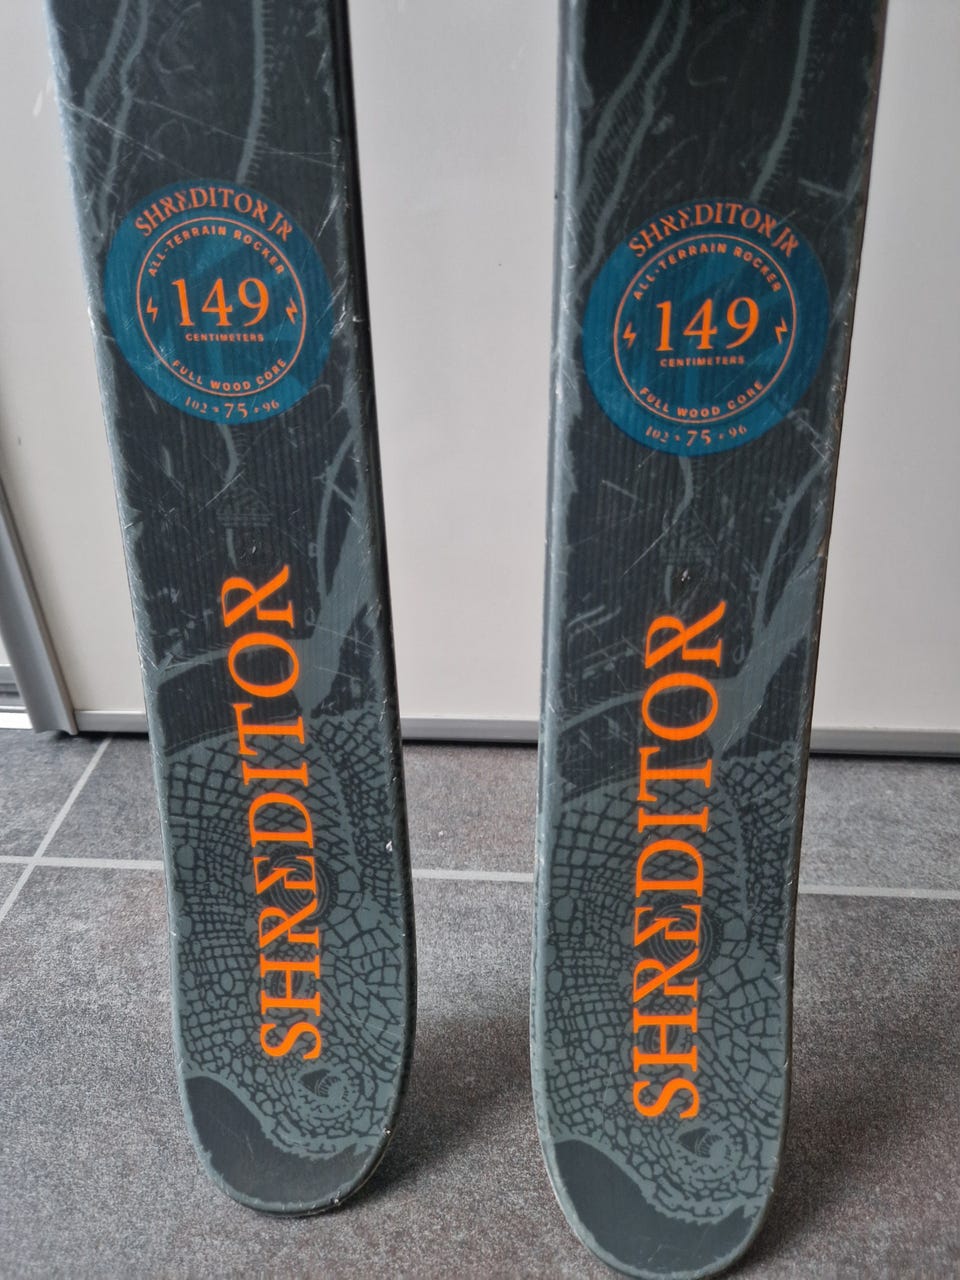 SHREDITOR JR
ALL-TERRAIN ROCKER
149
CENTIMETERS
FULL WOOD CORE
102 • 75 • 96
SHREDITOR
SHREDITOR JR
ALL-TERRAIN ROCKER
149
CENTIMETERS
FULL WOOD CORE
102 • 75 • 96
SHREDITOR